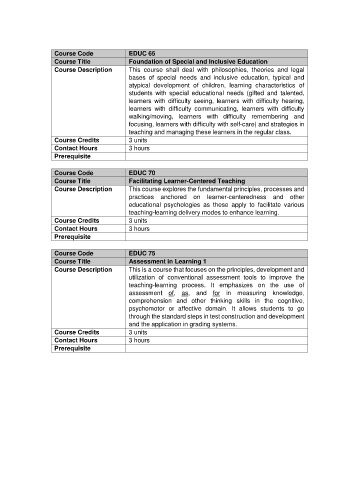 Course Code EDUC 65
Course Title Foundation of Special and Inclusive Education
Course Description This course shall deal with philosophies, theories and legal
bases of special needs and inclusive education, typical and
atypical development of children, learning characteristics of
students with special educational needs (gifted and talented,
learners with difficulty seeing, learners with difficulty hearing,
learners with difficulty communicating, learners with difficulty
walking/moving, learners with difficulty remembering and
focusing, learners with difficulty with self-care) and strategies in
teaching and managing these learners in the regular class.
Course Credits 3 units
Contact Hours 3 hours
Prerequisite
Course Code EDUC 70
Course Title Facilitating Learner-Centered Teaching
Course Description This course explores the fundamental principles, processes and
practices anchored on learner-centeredness and other
educational psychologies as these apply to facilitate various
teaching-learning delivery modes to enhance learning.
Course Credits 3 units
Contact Hours 3 hours
Prerequisite
Course Code EDUC 75
Course Title Assessment in Learning 1
Course Description This is a course that focuses on the principles, development and
utilization of conventional assessment tools to improve the
teaching-learning process. It emphasizes on the use of
assessment of, as, and for in measuring knowledge,
comprehension and other thinking skills in the cognitive,
psychomotor or affective domain. It allows students to go
through the standard steps in test construction and development
and the application in grading systems.
Course Credits 3 units
Contact Hours 3 hours
Prerequisite